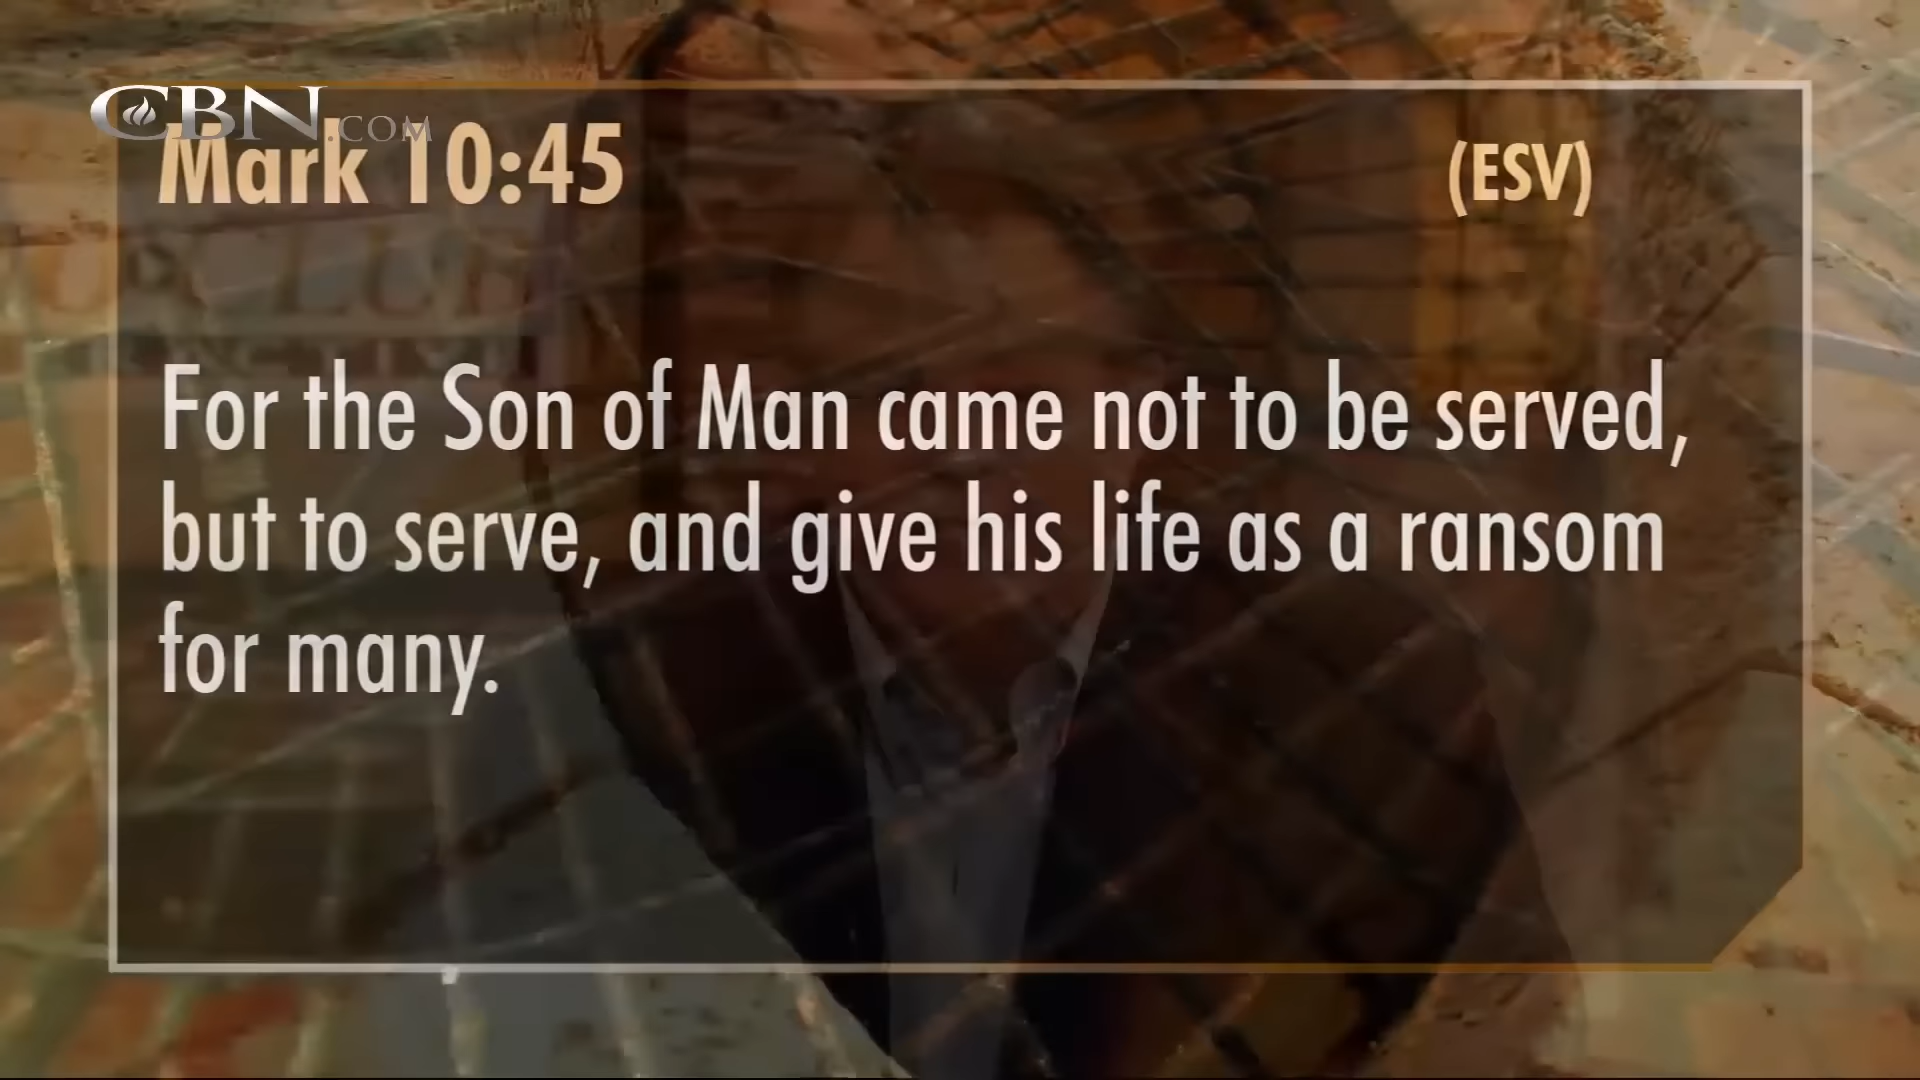 CBN.COM
Mark 10:45 (ESV)
For the Son of Man came not to be served,
but to serve, and give his life as a ransom
for many.